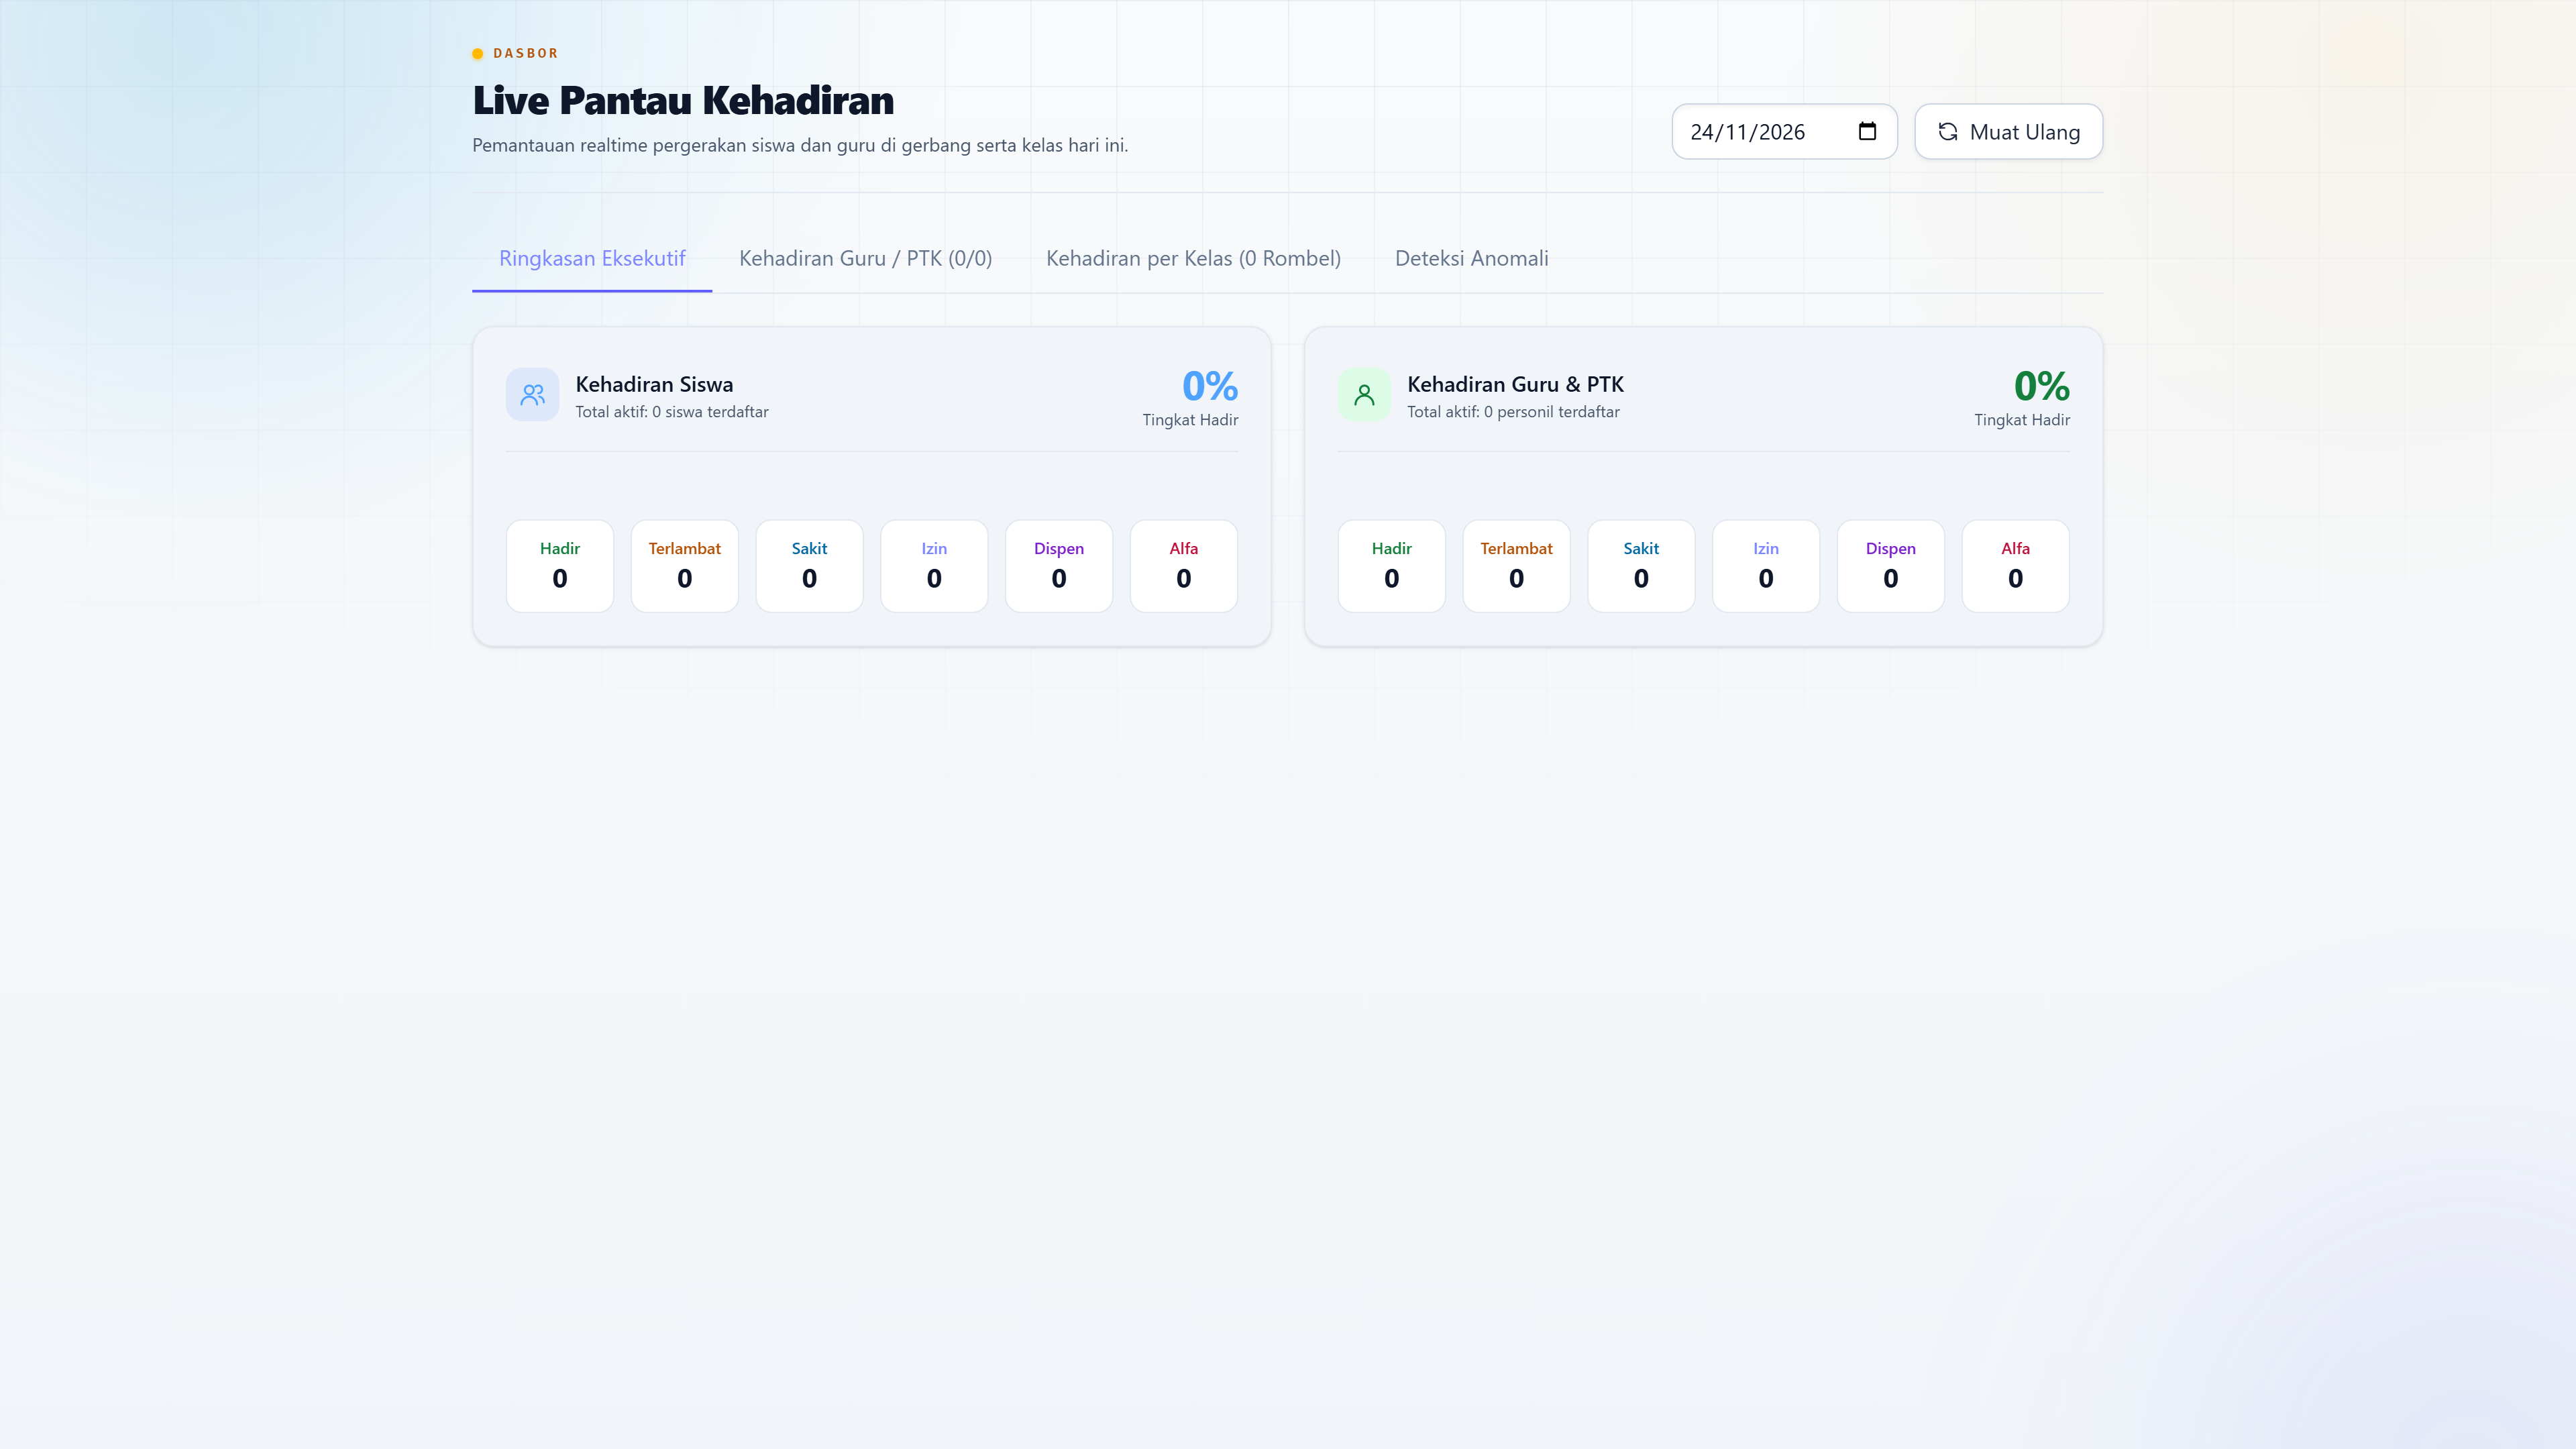 DASBOR
Live Pantau Kehadiran
Pemantauan realtime pergerakan siswa dan guru di gerbang serta kelas hari ini.
24/11/2026
Muat Ulang
Ringkasan Eksekutif
Kehadiran Guru / PTK (0/0)
Kehadiran per Kelas (0 Rombel)
Deteksi Anomali
Kehadiran Siswa
Total aktif: 0 siswa terdaftar
0%
Tingkat Hadir
Hadir
0
Terlambat
0
Sakit
0
Izin
0
Dispen
0
Alfa
0
Kehadiran Guru & PTK
Total aktif: 0 personil terdaftar
0%
Tingkat Hadir
Hadir
0
Terlambat
0
Sakit
0
Izin
0
Dispen
0
Alfa
0